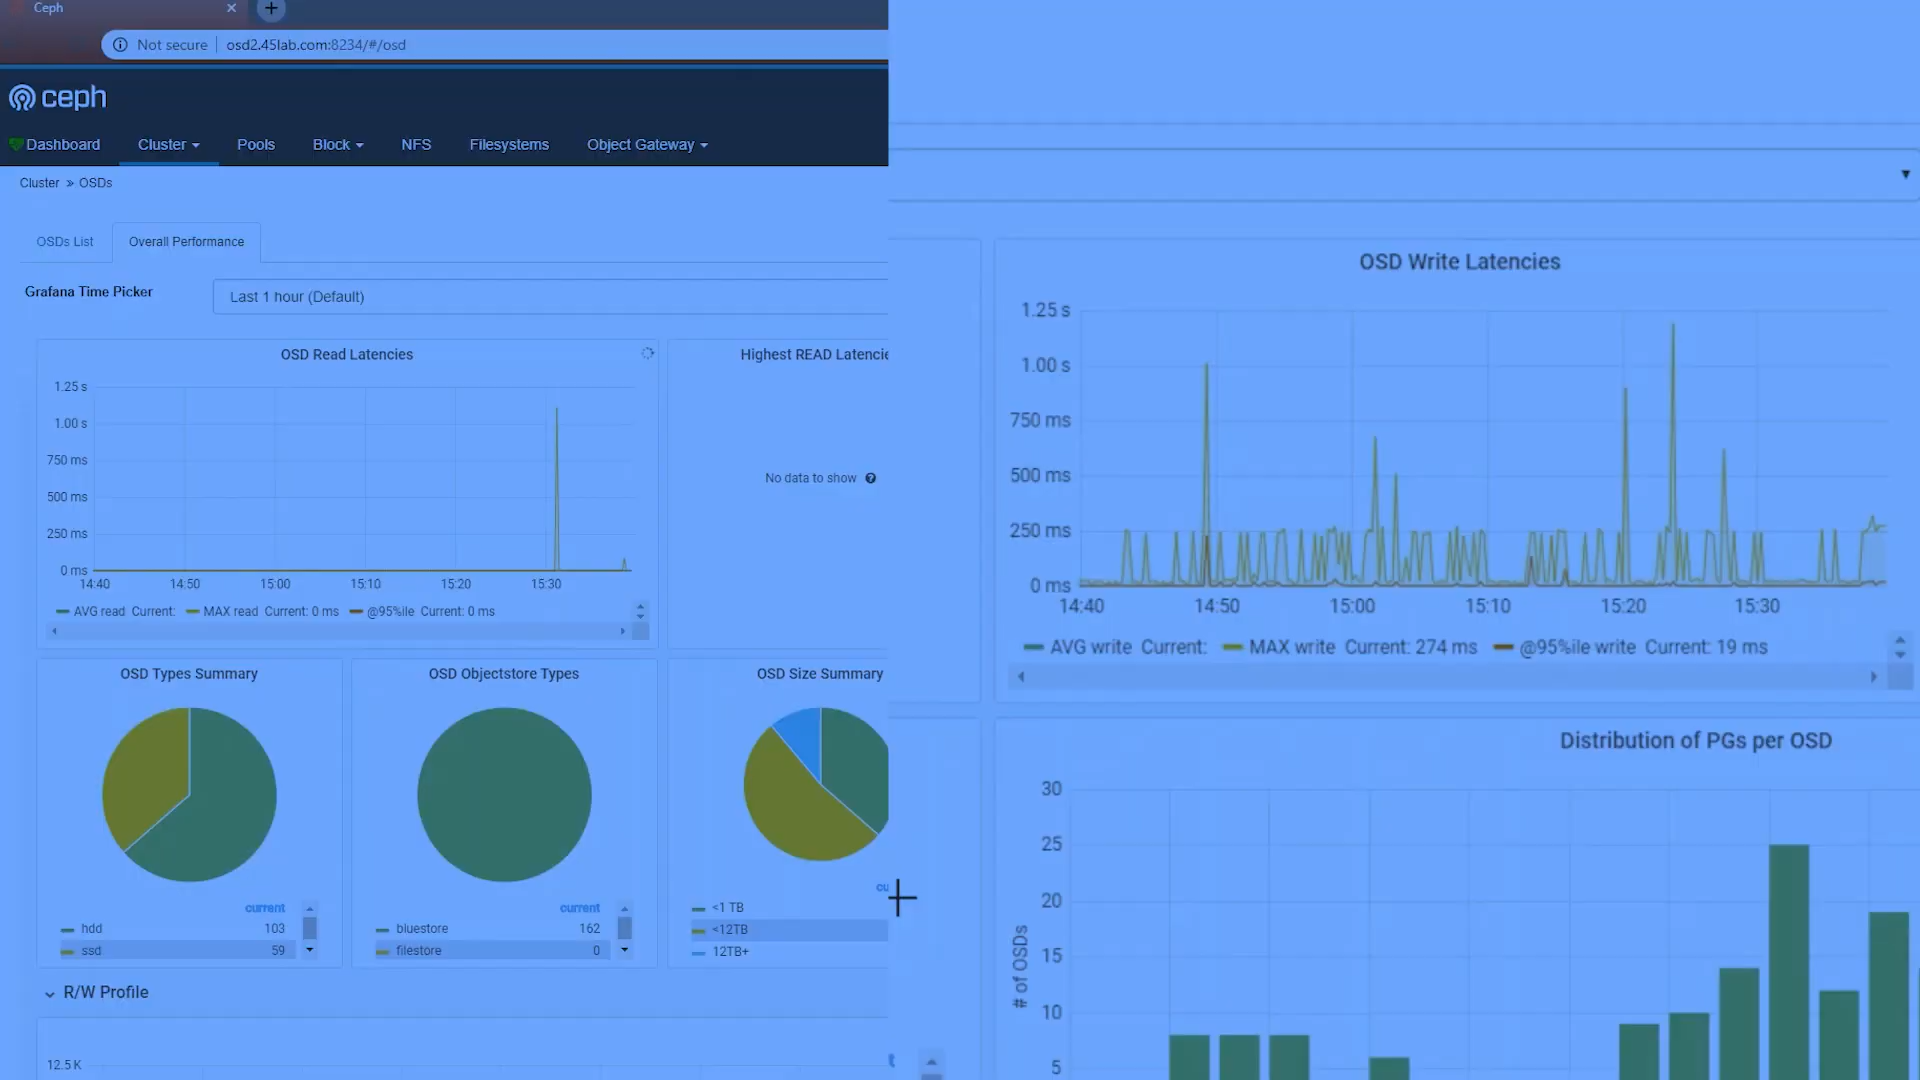 Ceph
Not secure osd2.45lab.com:8234/#/osd
ceph
Dashboard Cluster Pools Block NFS Filesystems Object Gateway
Cluster » OSDs
OSDs List Overall Performance
Grafana Time Picker Last 1 hour (Default)
OSD Read Latencies
1.25 s
1.00 s
750 ms
500 ms
250 ms
0 ms
14:40 14:50 15:00 15:10 15:20 15:30
AVG read Current: MAX read Current: 0 ms @95%ile Current: 0 ms
Highest READ Latencie
No data to show
OSD Write Latencies
1.25 s
1.00 s
750 ms
500 ms
250 ms
0 ms
14:40 14:50 15:00 15:10 15:20 15:30
AVG write Current: MAX write Current: 274 ms @95%ile write Current: 19 ms
OSD Types Summary
current
hdd 103
ssd 59
OSD Objectstore Types
current
bluestore 162
filestore 0
OSD Size Summary
cu
<1 TB
<12TB
12TB+
Distribution of PGs per OSD
30
25
20
15
10
5
# of OSDs
R/W Profile
12.5 K